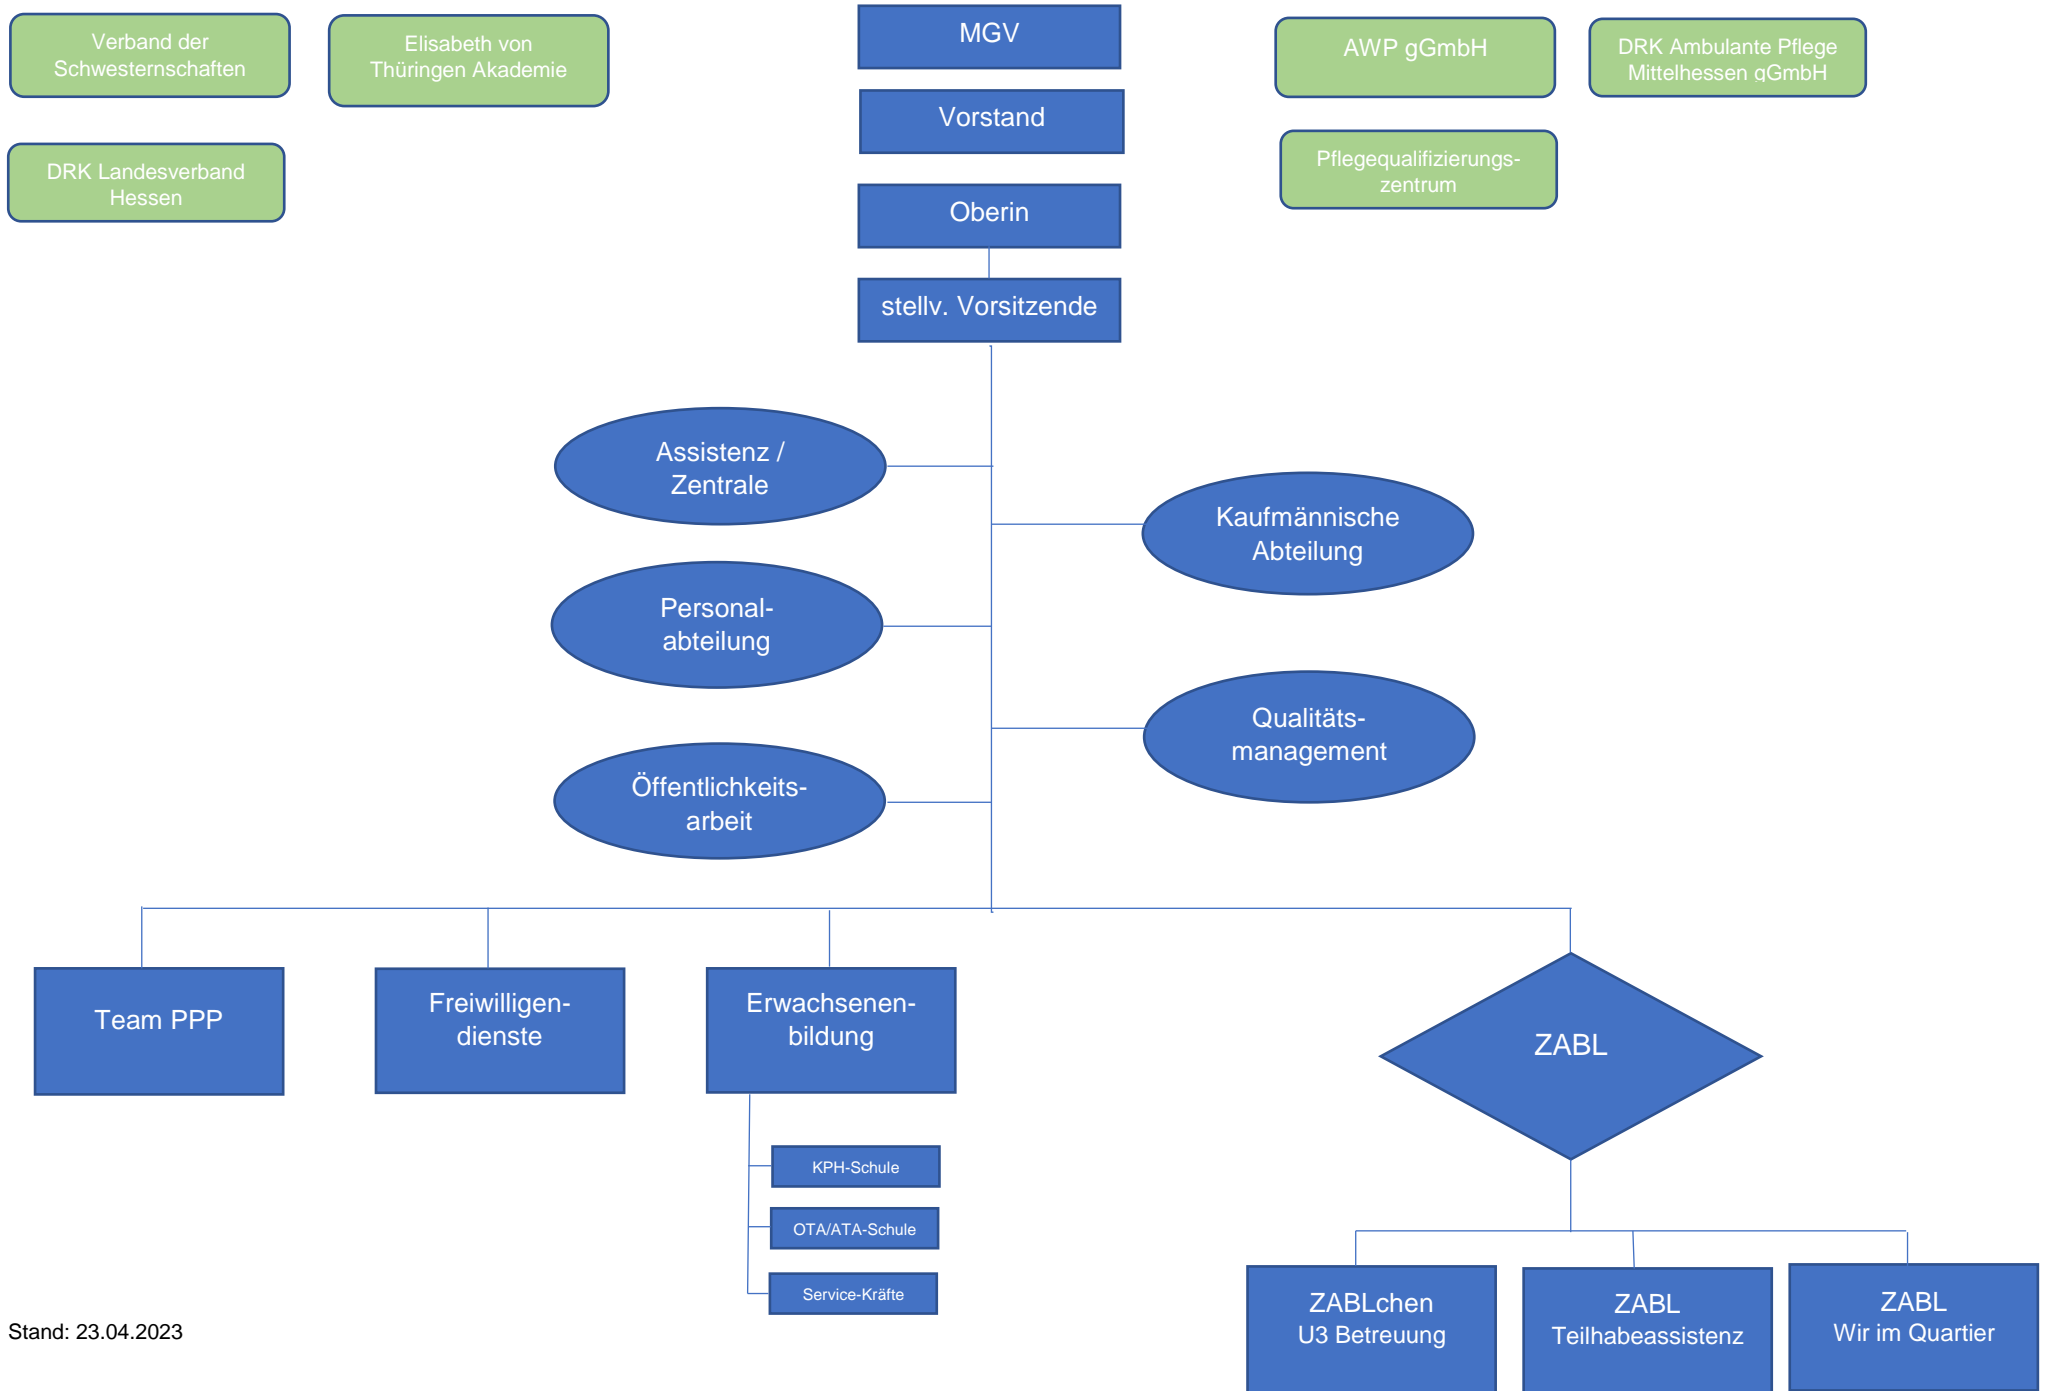 Verband der
Schwesternschaften
Elisabeth von
Thüringen Akademie
MGV
AWP gGmbH
DRK Ambulante Pflege
Mittelhessen gGmbH
Vorstand
DRK Landesverband
Hessen
Pflegequalifizierungs-
zentrum
Oberin
stellv. Vorsitzende
Assistenz /
Zentrale
Kaufmännische
Abteilung
Personal-
abteilung
Qualitäts-
management
Öffentlichkeits-
arbeit
Team PPP
Freiwilligen-
dienste
Erwachsenen-
bildung
ZABL
KPH-Schule
OTA/ATA-Schule
Service-Kräfte
ZABLchen
U3 Betreuung
ZABL
Teilhabeassistenz
ZABL
Wir im Quartier
Stand: 23.04.2023